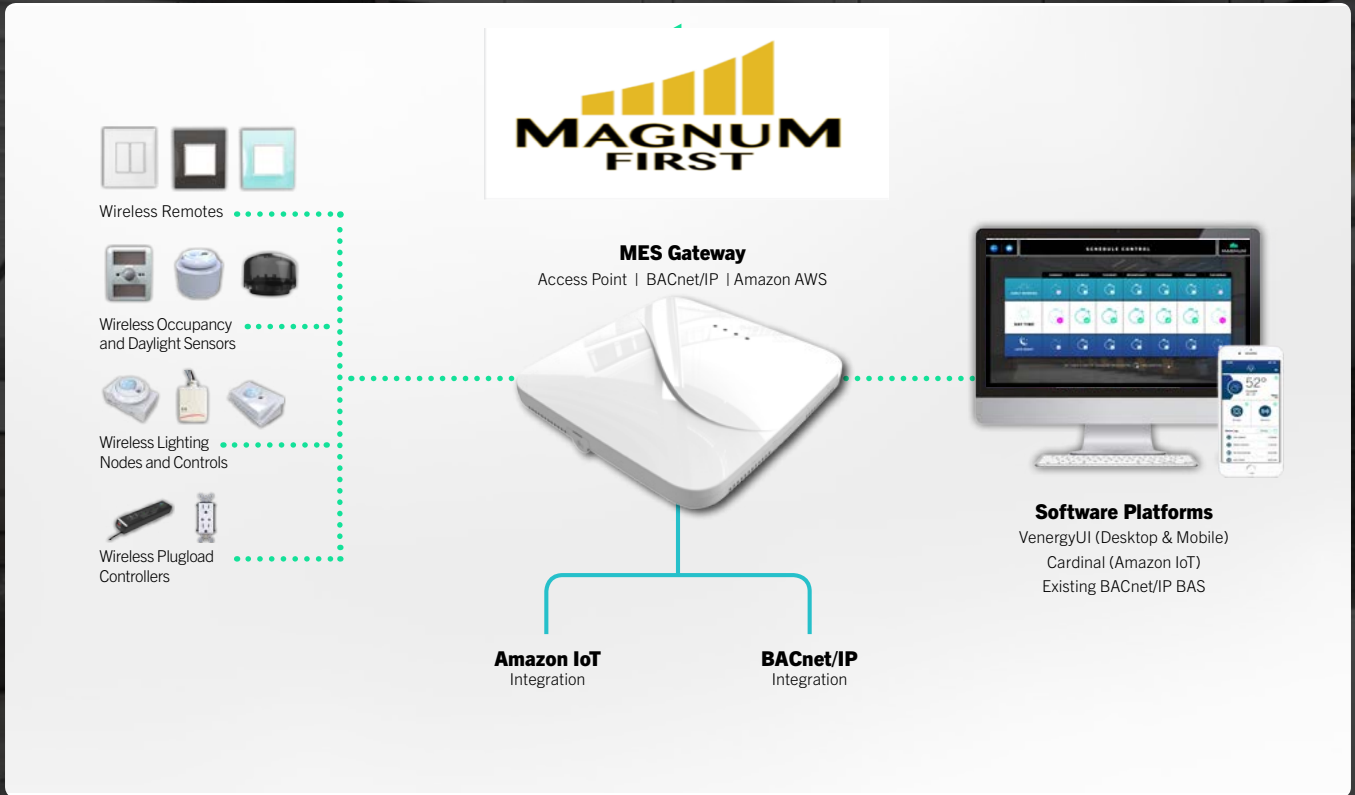 MAGNUM
FIRST
Wireless Remotes
Wireless Occupancy
and Daylight Sensors
Wireless Lighting
Nodes and Controls
Wireless Plugload
Controllers
MES Gateway
Access Point | BACnet/IP | Amazon AWS
Amazon IoT
Integration
BACnet/IP
Integration
SCHEDULE CONTROL
MAGNUM
DAY TIME
52°
Software Platforms
VenergyUI (Desktop & Mobile)
Cardinal (Amazon IoT)
Existing BACnet/IP BAS